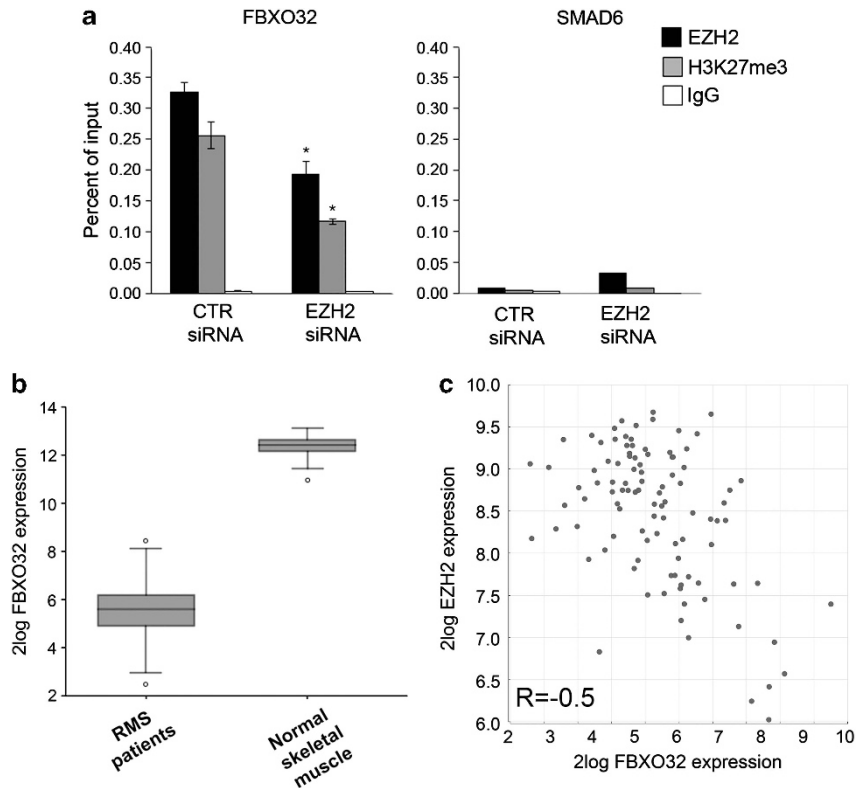 a
FBXO32
SMAD6
EZH2
H3K27me3
IgG
Percent of input
0.40
0.35
0.30
0.25
0.20
0.15
0.10
0.05
0.00
*
*
CTR
siRNA
EZH2
siRNA
0.40
0.35
0.30
0.25
0.20
0.15
0.10
0.05
0.00
CTR
siRNA
EZH2
siRNA
b
2log FBXO32 expression
14
12
10
8
6
4
2
RMS
patients
Normal
skeletal
muscle
c
2log EZH2 expression
10.0
9.5
9.0
8.5
8.0
7.5
7.0
6.5
6.0
R=-0.5
2 3 4 5 6 7 8 9 10
2log FBXO32 expression